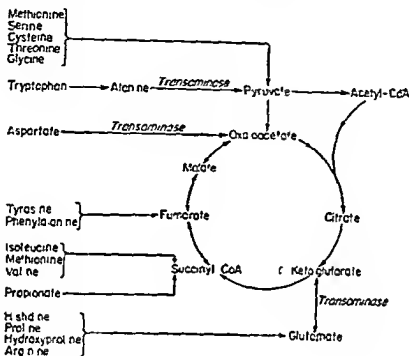 Methionine
Serine
Cysteine
Threonine
Glycine
Tryptophan
Alanine
Transaminase
Pyruvate
Acetyl-CoA
Aspartate
Transaminase
Oxaloacetate
Malate
Tyrosine
Phenylalanine
Fumarate
Citrate
Isoleucine
Methionine
Valine
Succinyl CoA
Ketoglutarate
Propionate
Transaminase
Histidine
Proline
Hydroxyproline
Arginine
Glutamate